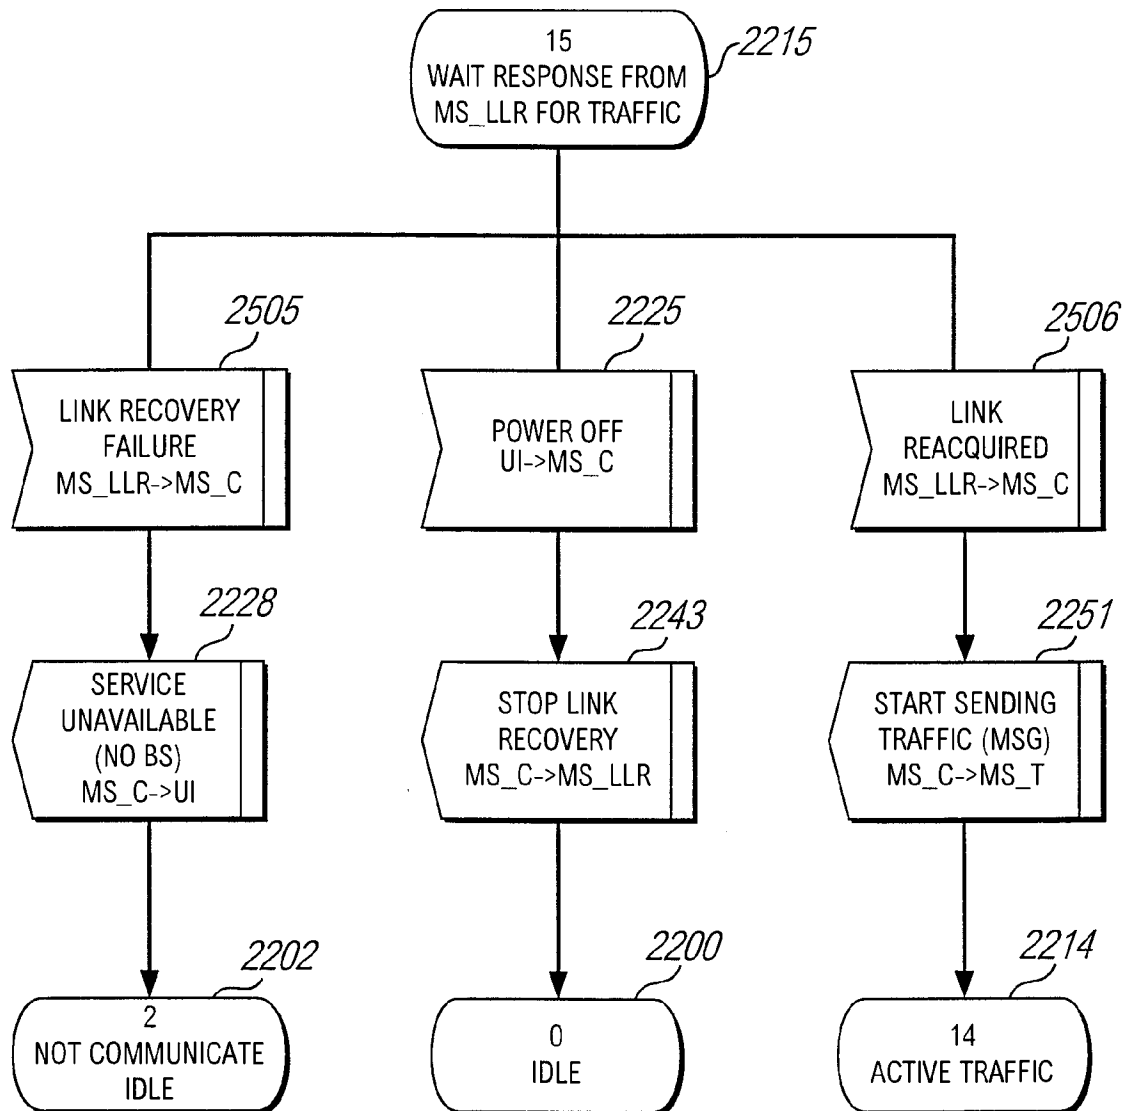 15
WAIT RESPONSE FROM
MS_LLR FOR TRAFFIC
2215
2505
LINK RECOVERY
FAILURE
MS_LLR->MS_C
2225
POWER OFF
UI->MS_C
2506
LINK
REACQUIRED
MS_LLR->MS_C
2228
SERVICE
UNAVAILABLE
(NO BS)
MS_C->UI
2243
STOP LINK
RECOVERY
MS_C->MS_LLR
2251
START SENDING
TRAFFIC (MSG)
MS_C->MS_T
2202
2
NOT COMMUNICATE
IDLE
2200
0
IDLE
2214
14
ACTIVE TRAFFIC